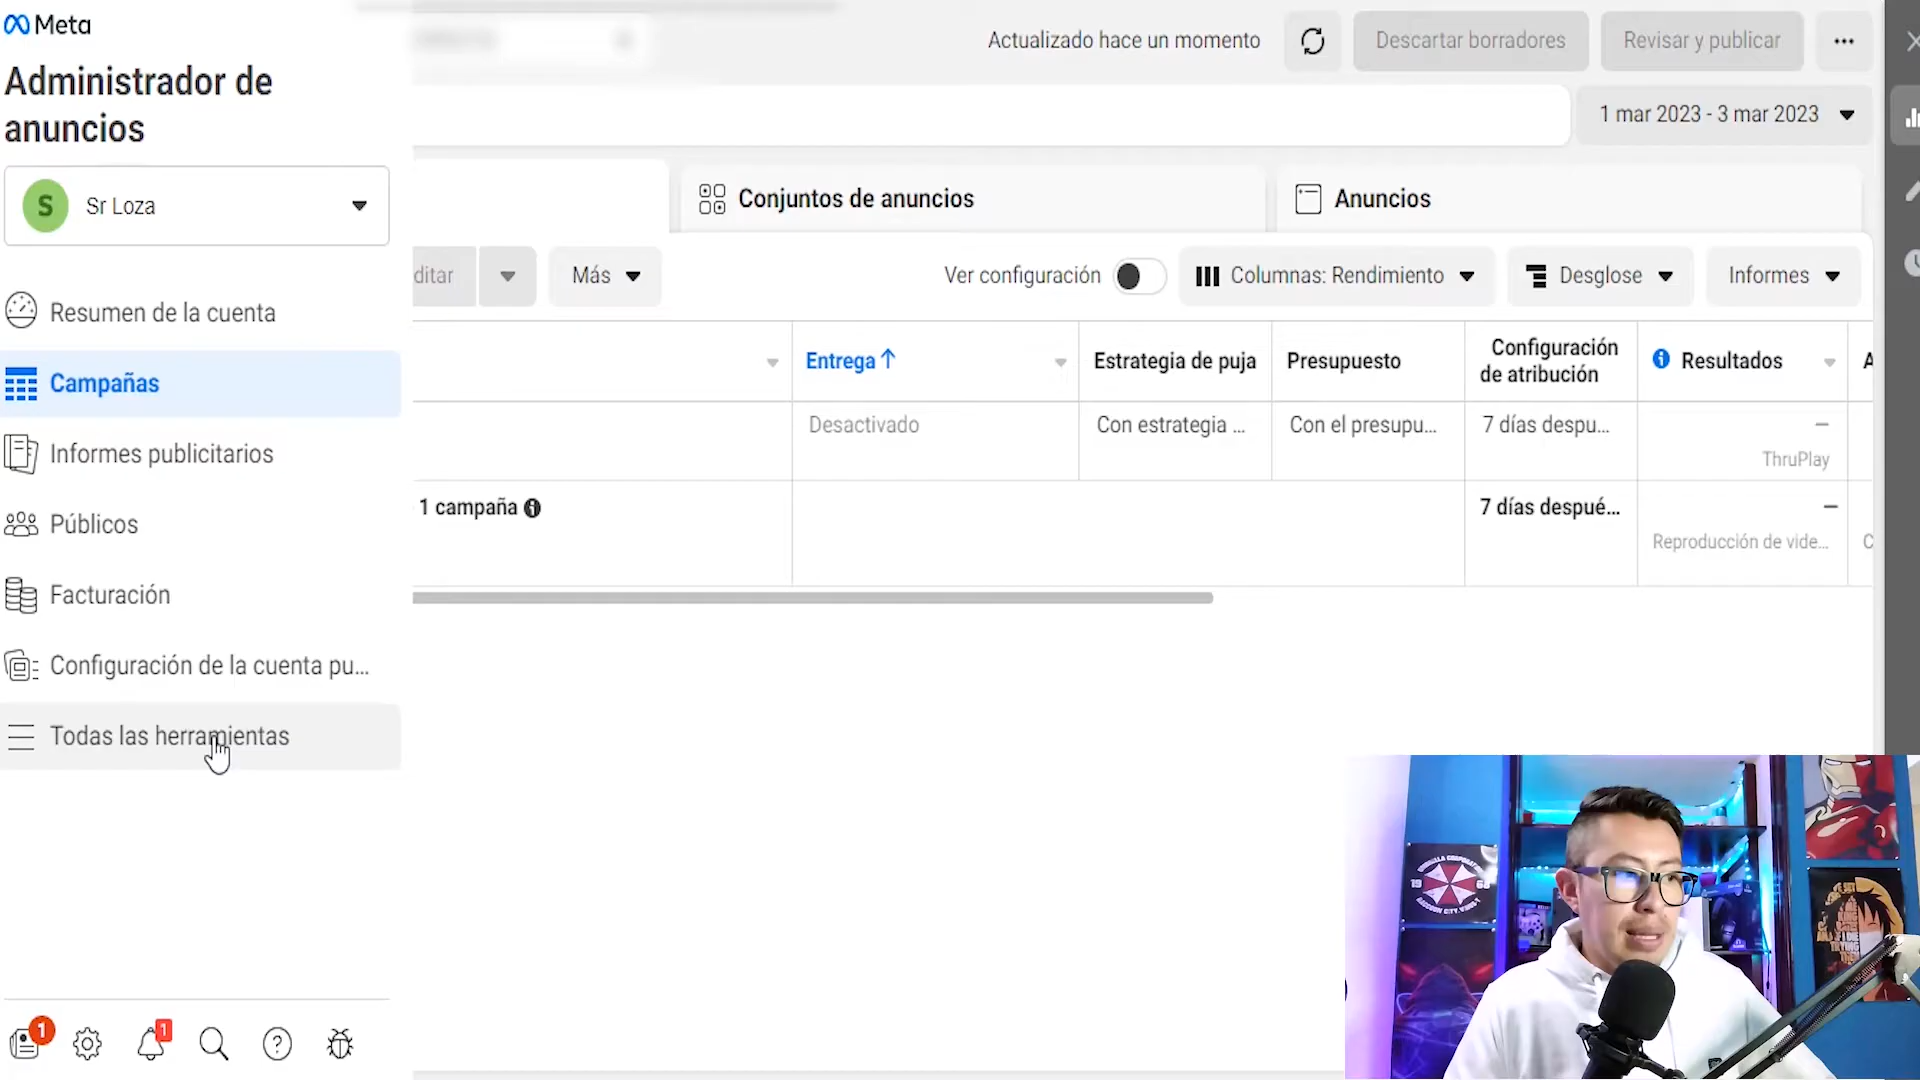 Meta
Administrador de
anuncios
S
Sr Loza
Resumen de la cuenta
Campañas
Informes publicitarios
Públicos
Facturación
Configuración de la cuenta pu...
Todas las herramientas
1
1
Actualizado hace un momento
Descartar borradores
Revisar y publicar
1 mar 2023 - 3 mar 2023
Conjuntos de anuncios
Anuncios
ditar
Más
Ver configuración
Columnas: Rendimiento
Desglose
Informes
Entrega
Estrategia de puja
Presupuesto
Configuración
de atribución
Resultados
A
Desactivado
Con estrategia ...
Con el presupu...
7 días despu...
—
ThruPlay
1 campaña
7 días despué...
—
Reproducción de vide...
C